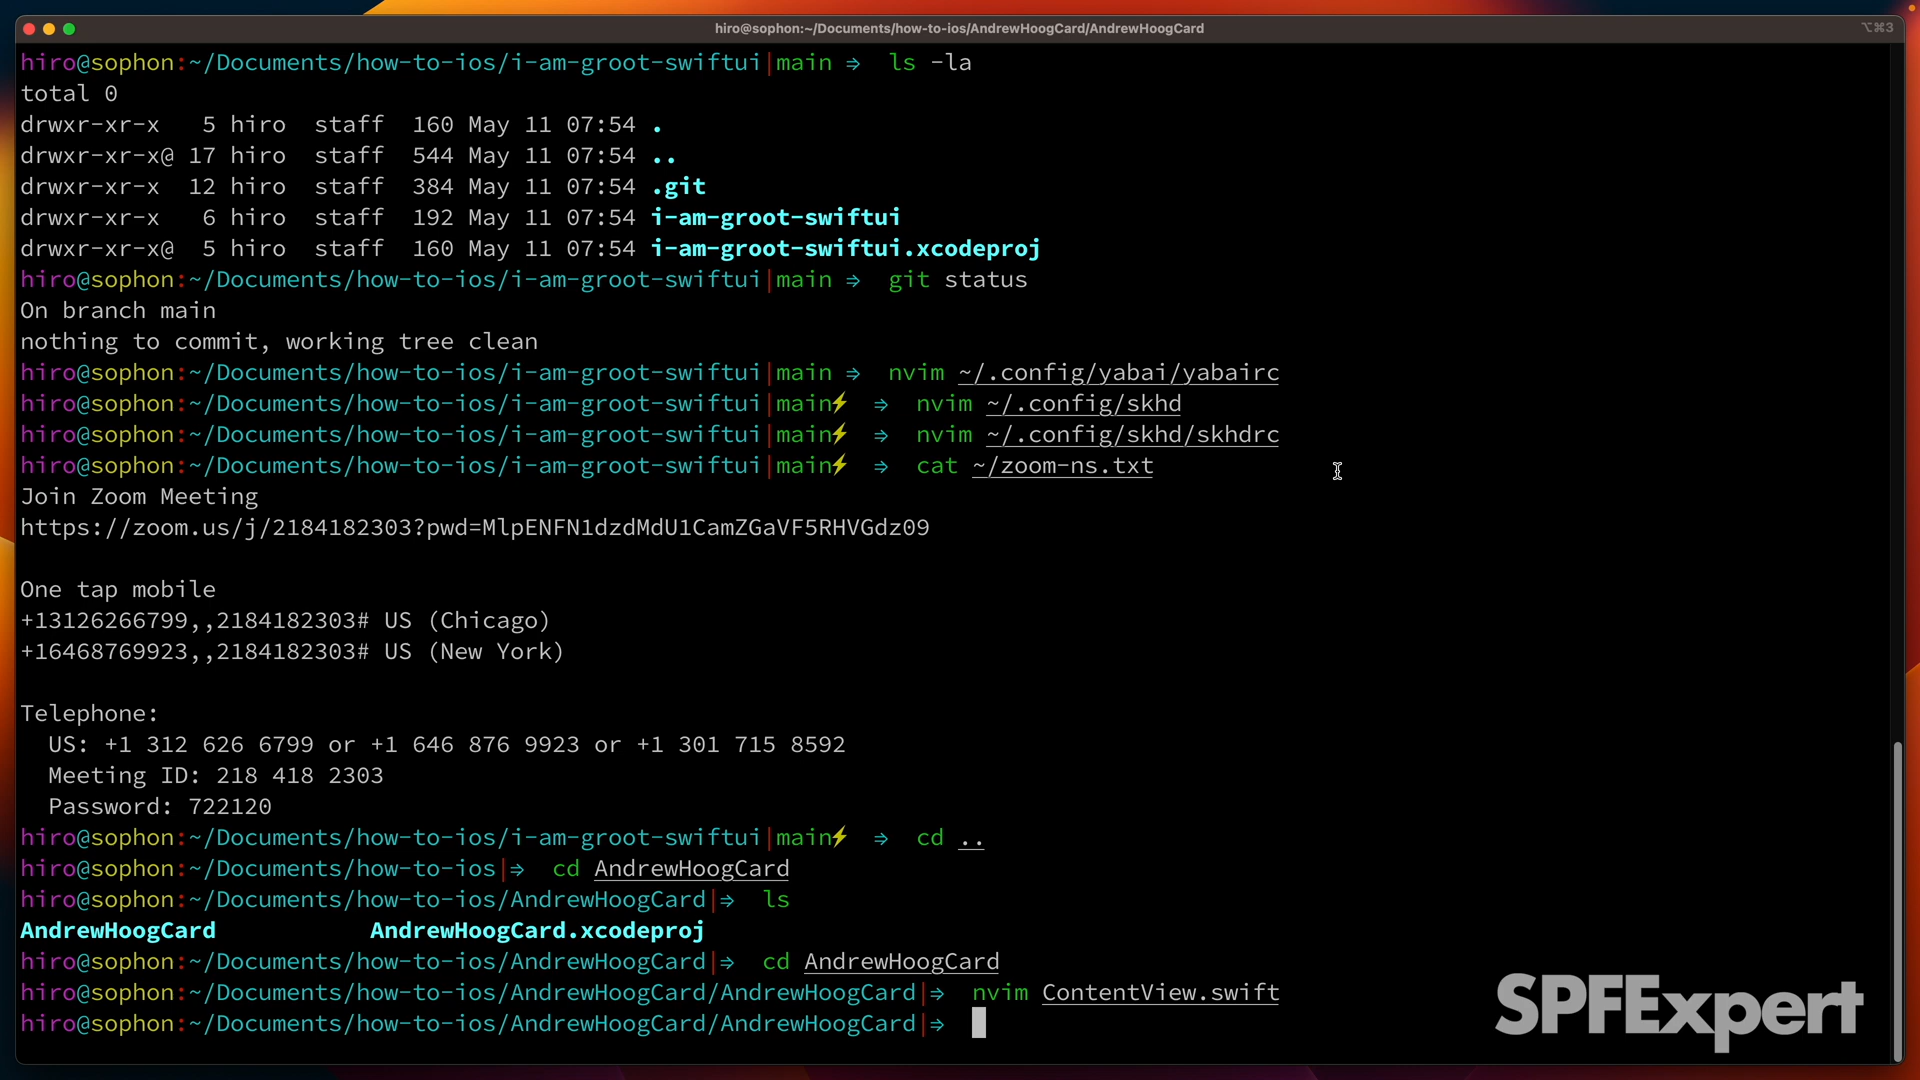 hiro@sophon:~/Documents/how-to-ios/AndrewHoogCard/AndrewHoogCard
⌥⌘3
hiro@sophon:~/Documents/how-to-ios/i-am-groot-swiftui|main ⇒  ls -la
total 0
drwxr-xr-x   5 hiro  staff  160 May 11 07:54 .
drwxr-xr-x@ 17 hiro  staff  544 May 11 07:54 ..
drwxr-xr-x  12 hiro  staff  384 May 11 07:54 .git
drwxr-xr-x   6 hiro  staff  192 May 11 07:54 i-am-groot-swiftui
drwxr-xr-x@  5 hiro  staff  160 May 11 07:54 i-am-groot-swiftui.xcodeproj
hiro@sophon:~/Documents/how-to-ios/i-am-groot-swiftui|main ⇒  git status
On branch main
nothing to commit, working tree clean
hiro@sophon:~/Documents/how-to-ios/i-am-groot-swiftui|main ⇒  nvim ~/.config/yabai/yabairc
hiro@sophon:~/Documents/how-to-ios/i-am-groot-swiftui|main⚡ ⇒  nvim ~/.config/skhd
hiro@sophon:~/Documents/how-to-ios/i-am-groot-swiftui|main⚡ ⇒  nvim ~/.config/skhd/skhdrc
hiro@sophon:~/Documents/how-to-ios/i-am-groot-swiftui|main⚡ ⇒  cat ~/zoom-ns.txt
Join Zoom Meeting
https://zoom.us/j/2184182303?pwd=MlpENFN1dzdMdU1CamZGaVF5RHVGdz09
One tap mobile
+13126266799,,2184182303# US (Chicago)
+16468769923,,2184182303# US (New York)
Telephone:
  US: +1 312 626 6799 or +1 646 876 9923 or +1 301 715 8592
  Meeting ID: 218 418 2303
  Password: 722120
hiro@sophon:~/Documents/how-to-ios/i-am-groot-swiftui|main⚡ ⇒  cd ..
hiro@sophon:~/Documents/how-to-ios|⇒  cd AndrewHoogCard
hiro@sophon:~/Documents/how-to-ios/AndrewHoogCard|⇒  ls
AndrewHoogCard           AndrewHoogCard.xcodeproj
hiro@sophon:~/Documents/how-to-ios/AndrewHoogCard|⇒  cd AndrewHoogCard
hiro@sophon:~/Documents/how-to-ios/AndrewHoogCard/AndrewHoogCard|⇒  nvim ContentView.swift
hiro@sophon:~/Documents/how-to-ios/AndrewHoogCard/AndrewHoogCard|⇒
SPFExpert